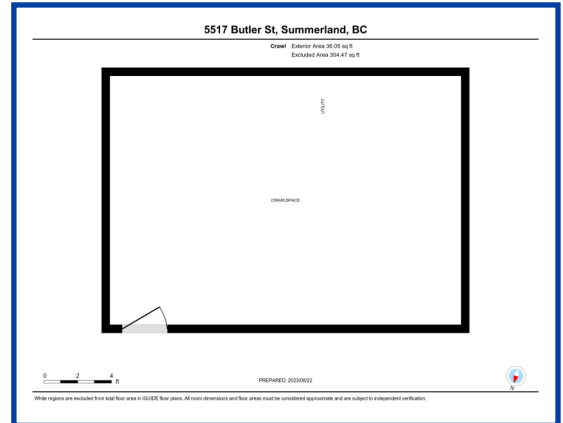 5517 Butler St, Summerland, BC
Crawl Exterior Area 36.05 sq ft
Excluded Area 304.47 sq ft
UTILITY
CRAWLSPACE
0 2 4
ft
PREPARED: 2023/08/22
N
White regions are excluded from total floor area in iGUIDE floor plans. All room dimensions and floor areas must be considered approximate and are subject to independent verification.